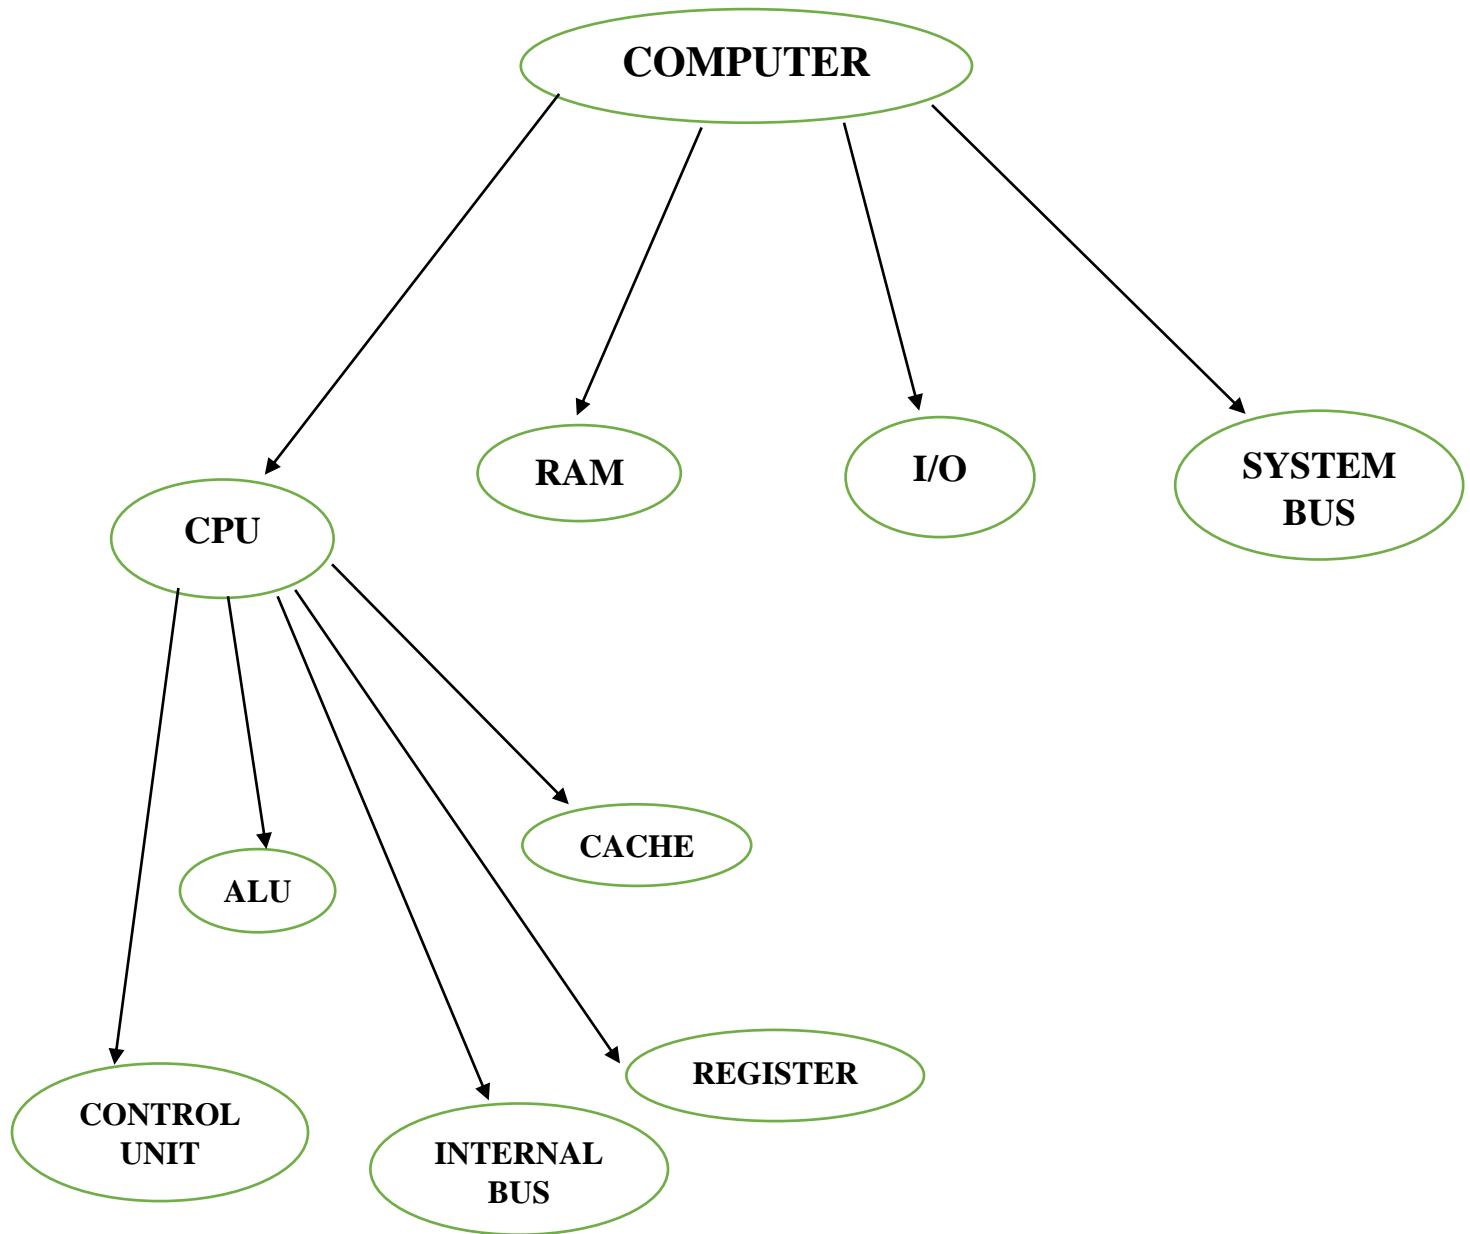 COMPUTER
RAM
I/O
SYSTEM
BUS
CPU
CACHE
ALU
REGISTER
CONTROL
UNIT
INTERNAL
BUS